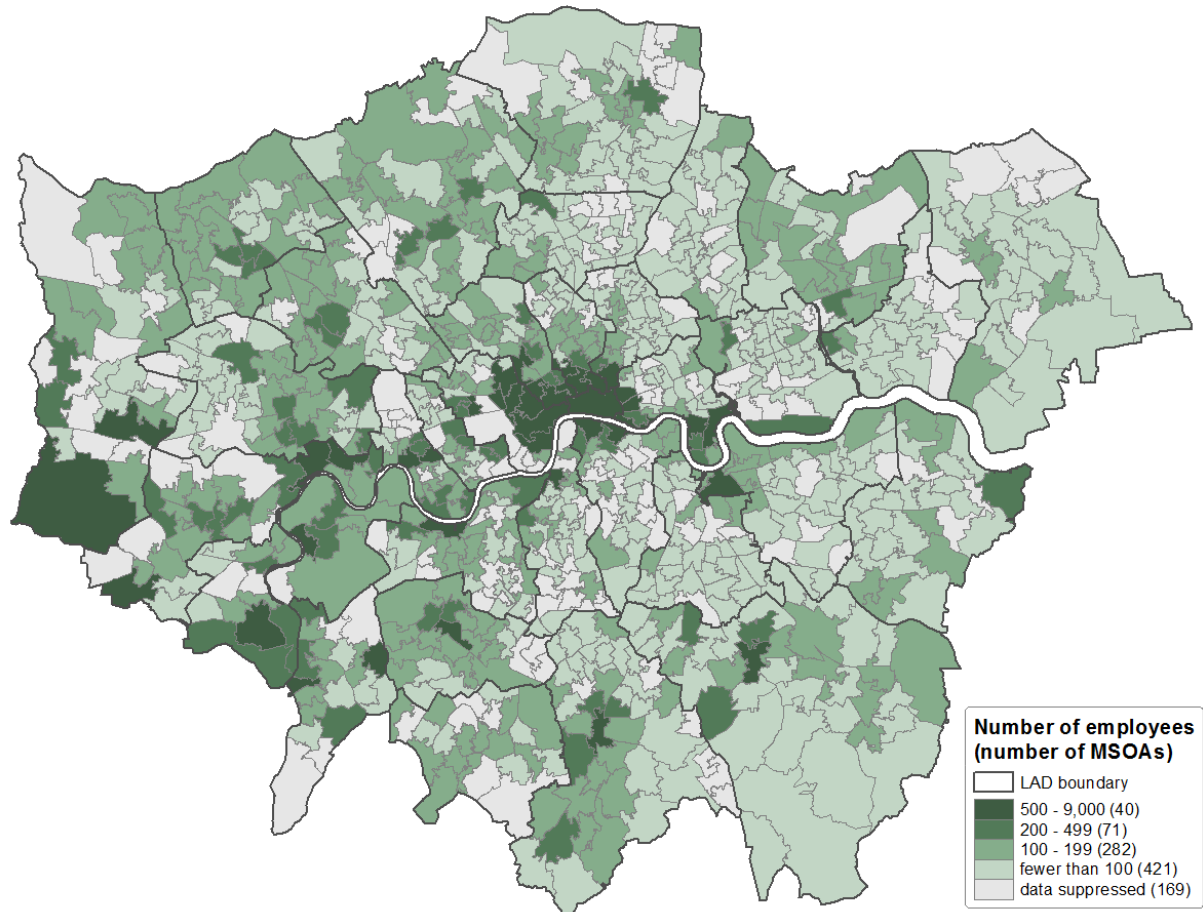 Number of employees
(number of MSOAs)
LAD boundary
500 - 9,000 (40)
200 - 499 (71)
100 - 199 (282)
fewer than 100 (421)
data suppressed (169)